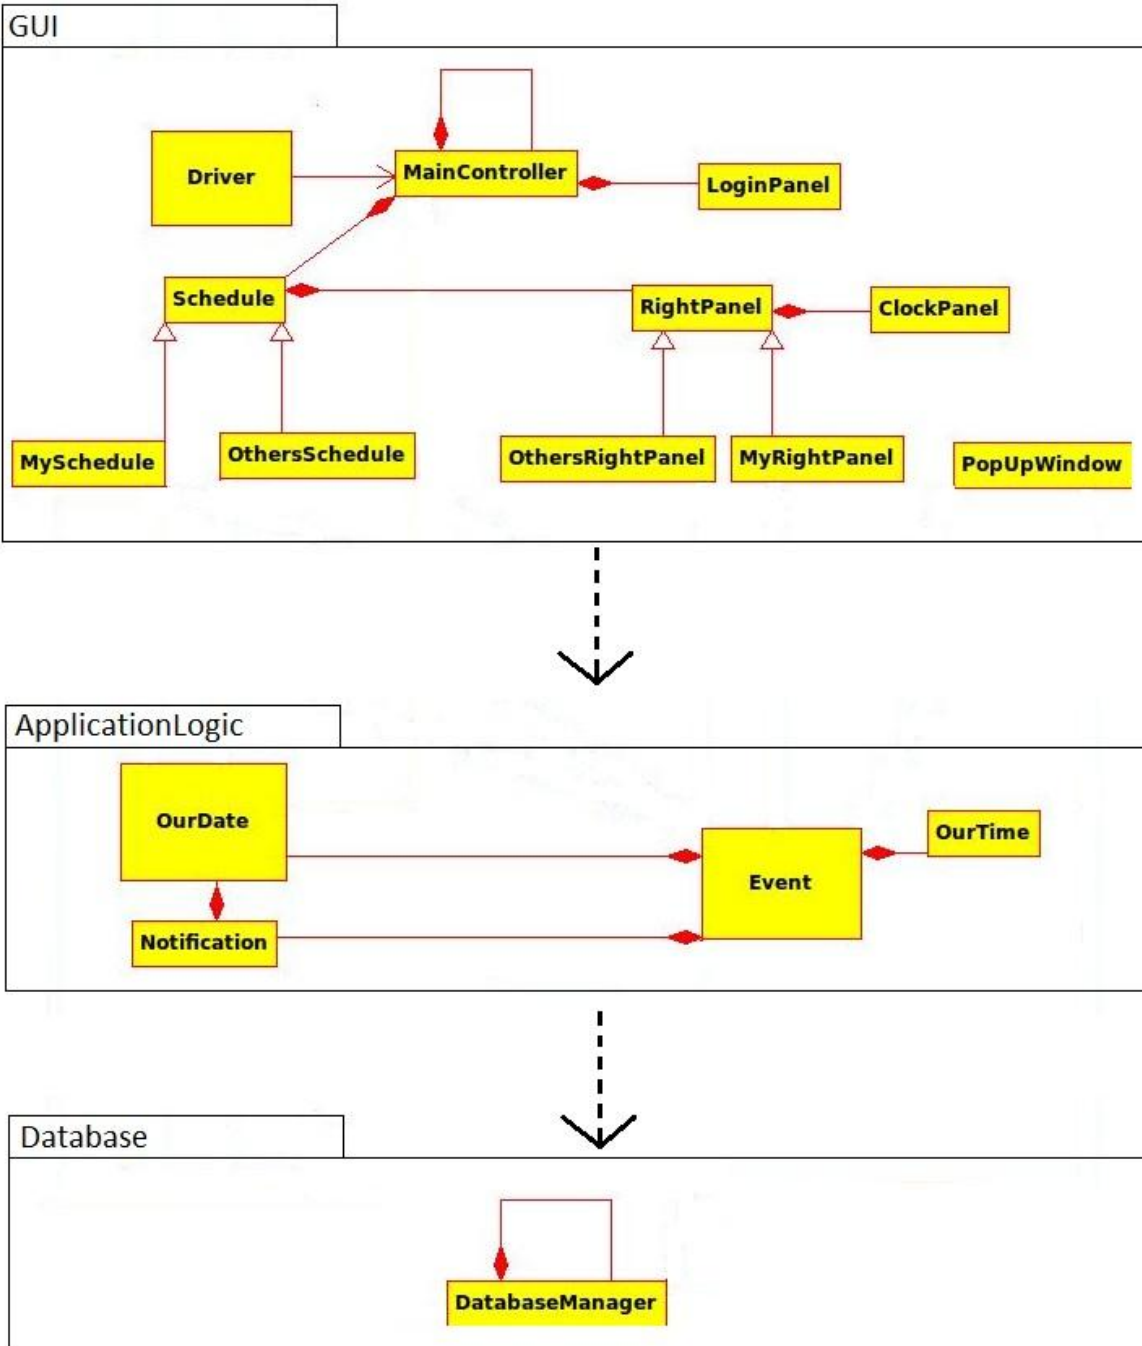 GUI
Driver
MainController
LoginPanel
Schedule
RightPanel
ClockPanel
MySchedule
OthersSchedule
OthersRightPanel
MyRightPanel
PopUpWindow
ApplicationLogic
OurDate
Event
OurTime
Notification
Database
DatabaseManager